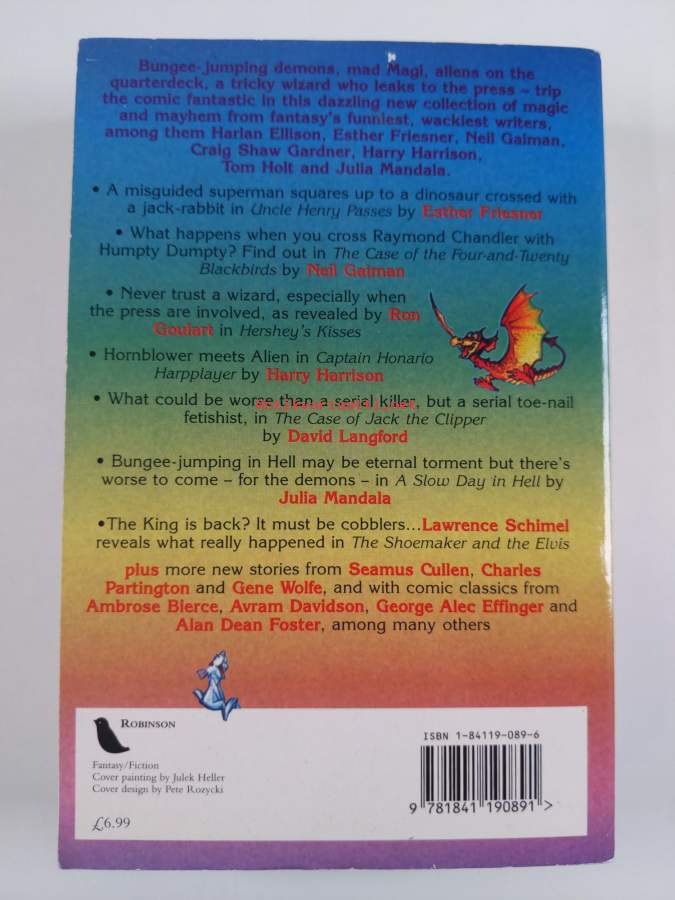 Bungee-jumping demons, mad Magi, aliens on the
quarterdeck, a tricky wizard who leaks to the press – trip
the comic fantastic in this dazzling new collection of magic
and mayhem from fantasy's funniest, wackiest writers,
among them Harlan Ellison, Esther Friesner, Neil Gaiman,
Craig Shaw Gardner, Harry Harrison,
Tom Holt and Julia Mandala.
• A misguided superman squares up to a dinosaur crossed with
a jack-rabbit in Uncle Henry Passes by Esther Friesner
• What happens when you cross Raymond Chandler with
Humpty Dumpty? Find out in The Case of the Four-and-Twenty
Blackbirds by Neil Gaiman
• Never trust a wizard, especially when
the press are involved, as revealed by Ron
Goulart in Hershey's Kisses
• Hornblower meets Alien in Captain Honario
Harpplayer by Harry Harrison
• What could be worse than a serial killer, but a serial toe-nail
fetishist, in The Case of Jack the Clipper
by David Langford
• Bungee-jumping in Hell may be eternal torment but there's
worse to come – for the demons – in A Slow Day in Hell by
Julia Mandala
•The King is back? It must be cobblers...Lawrence Schimel
reveals what really happened in The Shoemaker and the Elvis
plus more new stories from Seamus Cullen, Charles
Partington and Gene Wolfe, and with comic classics from
Ambrose Bierce, Avram Davidson, George Alec Effinger and
Alan Dean Foster, among many others
ROBINSON
Fantasy/Fiction
Cover painting by Julek Heller
Cover design by Pete Rozycki
£6.99
ISBN 1-84119-089-6
9 781841 190891 >